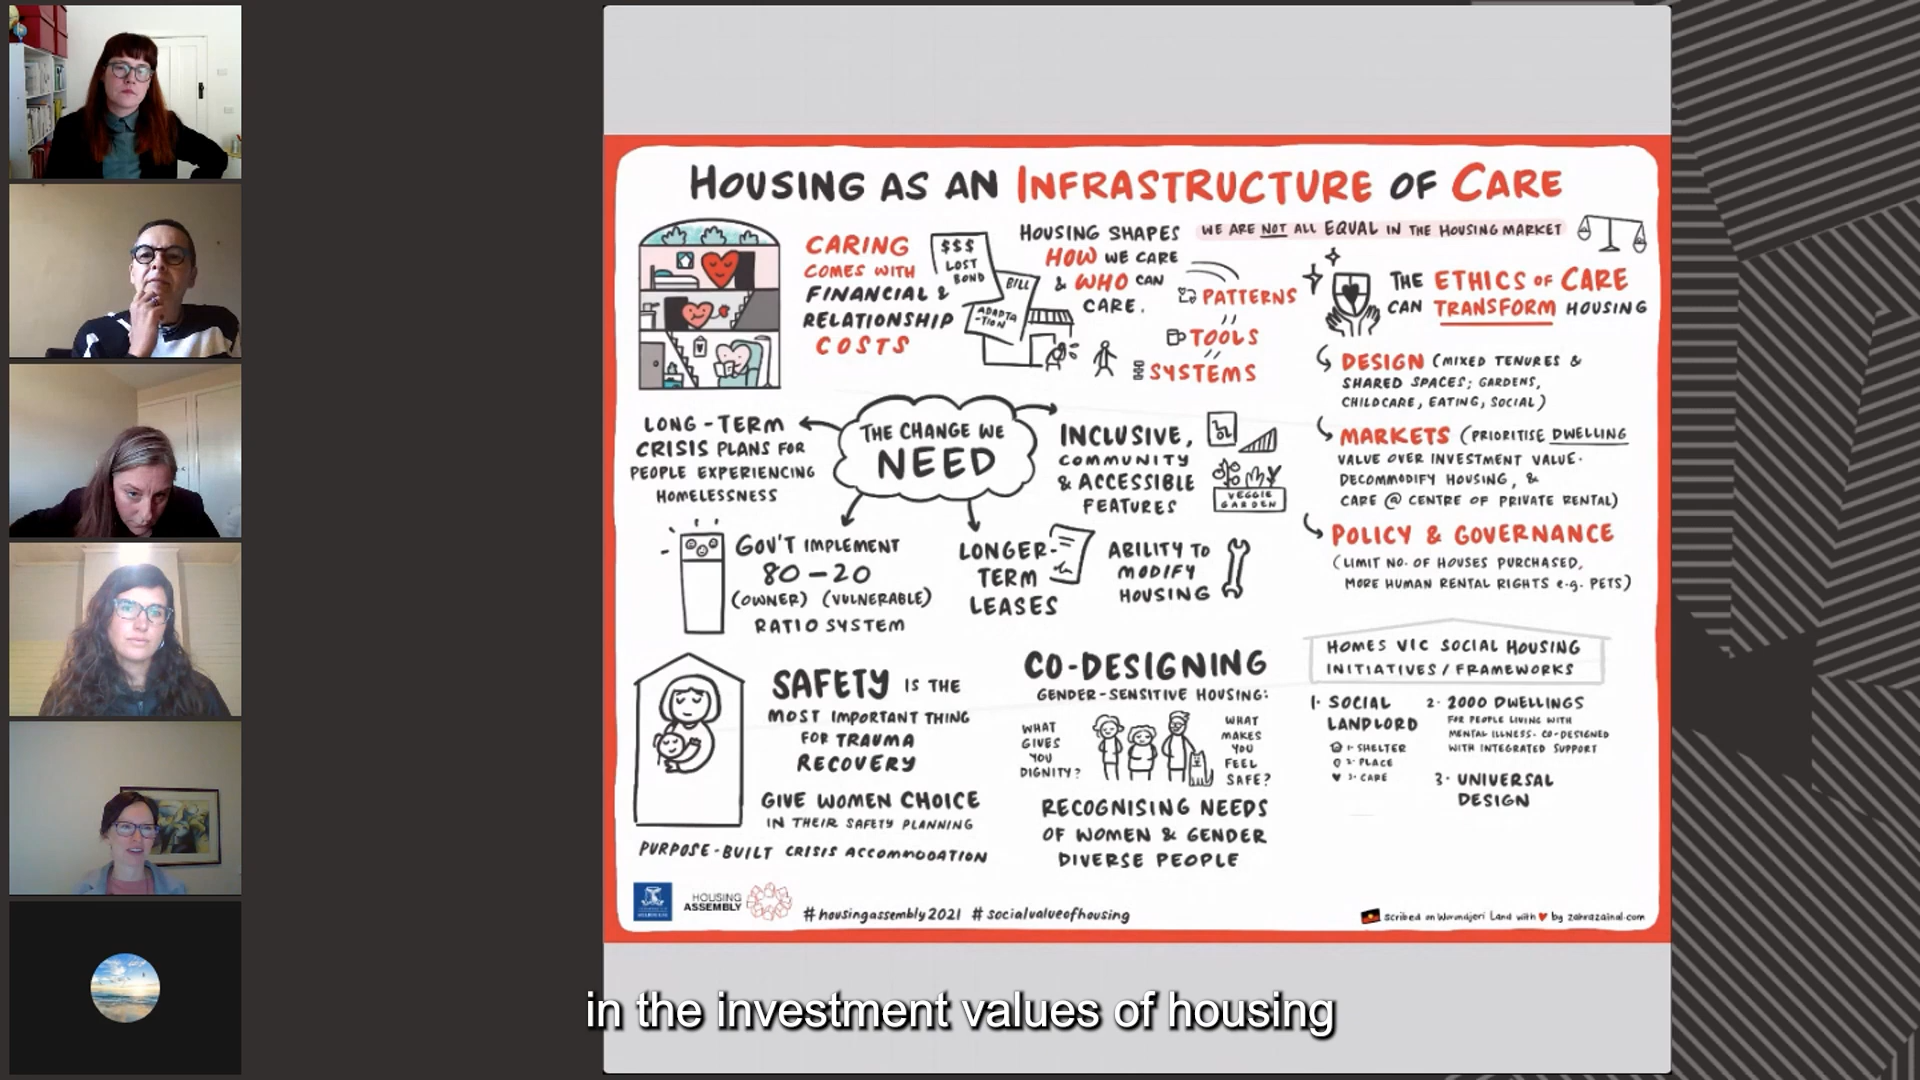 HOUSING AS AN INFRASTRUCTURE OF CARE
CARING
COMES WITH
FINANCIAL &
RELATIONSHIP
COSTS
$$$
LOST
BOND
BILL
ADAPTA
-TION
HOUSING SHAPES
HOW WE CARE
& WHO CAN
CARE.
PATTERNS
TOOLS
SYSTEMS
WE ARE NOT ALL EQUAL IN THE HOUSING MARKET
THE ETHICS OF CARE
CAN TRANSFORM HOUSING
DESIGN (MIXED TENURES &
SHARED SPACES; GARDENS,
CHILDCARE, EATING, SOCIAL)
MARKETS (PRIORITISE DWELLING
VALUE OVER INVESTMENT VALUE.
DECOMMODIFY HOUSING, &
CARE @ CENTRE OF PRIVATE RENTAL)
POLICY & GOVERNANCE
(LIMIT NO. OF HOUSES PURCHASED,
MORE HUMAN RENTAL RIGHTS e.g. PETS)
THE CHANGE WE
NEED
LONG-TERM
CRISIS PLANS FOR
PEOPLE EXPERIENCING
HOMELESSNESS
INCLUSIVE,
COMMUNITY
& ACCESSIBLE
FEATURES
VEGGIE
GARDEN
GOV'T IMPLEMENT
80-20
(OWNER) (VULNERABLE)
RATIO SYSTEM
LONGER-
TERM
LEASES
ABILITY TO
MODIFY
HOUSING
SAFETY IS THE
MOST IMPORTANT THING
FOR TRAUMA
RECOVERY
GIVE WOMEN CHOICE
IN THEIR SAFETY PLANNING
PURPOSE-BUILT CRISIS ACCOMMODATION
CO-DESIGNING
GENDER-SENSITIVE HOUSING:
WHAT
GIVES
YOU
DIGNITY?
WHAT
MAKES
YOU
FEEL
SAFE?
RECOGNISING NEEDS
OF WOMEN & GENDER
DIVERSE PEOPLE
HOMES VIC SOCIAL HOUSING
INITIATIVES / FRAMEWORKS
1. SOCIAL
LANDLORD
1. SHELTER
2. PLACE
3. CARE
2. 2000 DWELLINGS
FOR PEOPLE LIVING WITH
MENTAL ILLNESS. CO-DESIGNED
WITH INTEGRATED SUPPORT
3. UNIVERSAL
DESIGN
HOUSING
ASSEMBLY
#housingassembly2021 #socialvalueofhousing
scribed on Wurundjeri Land with ♥ by zahrazainal.com
in the investment values of housing